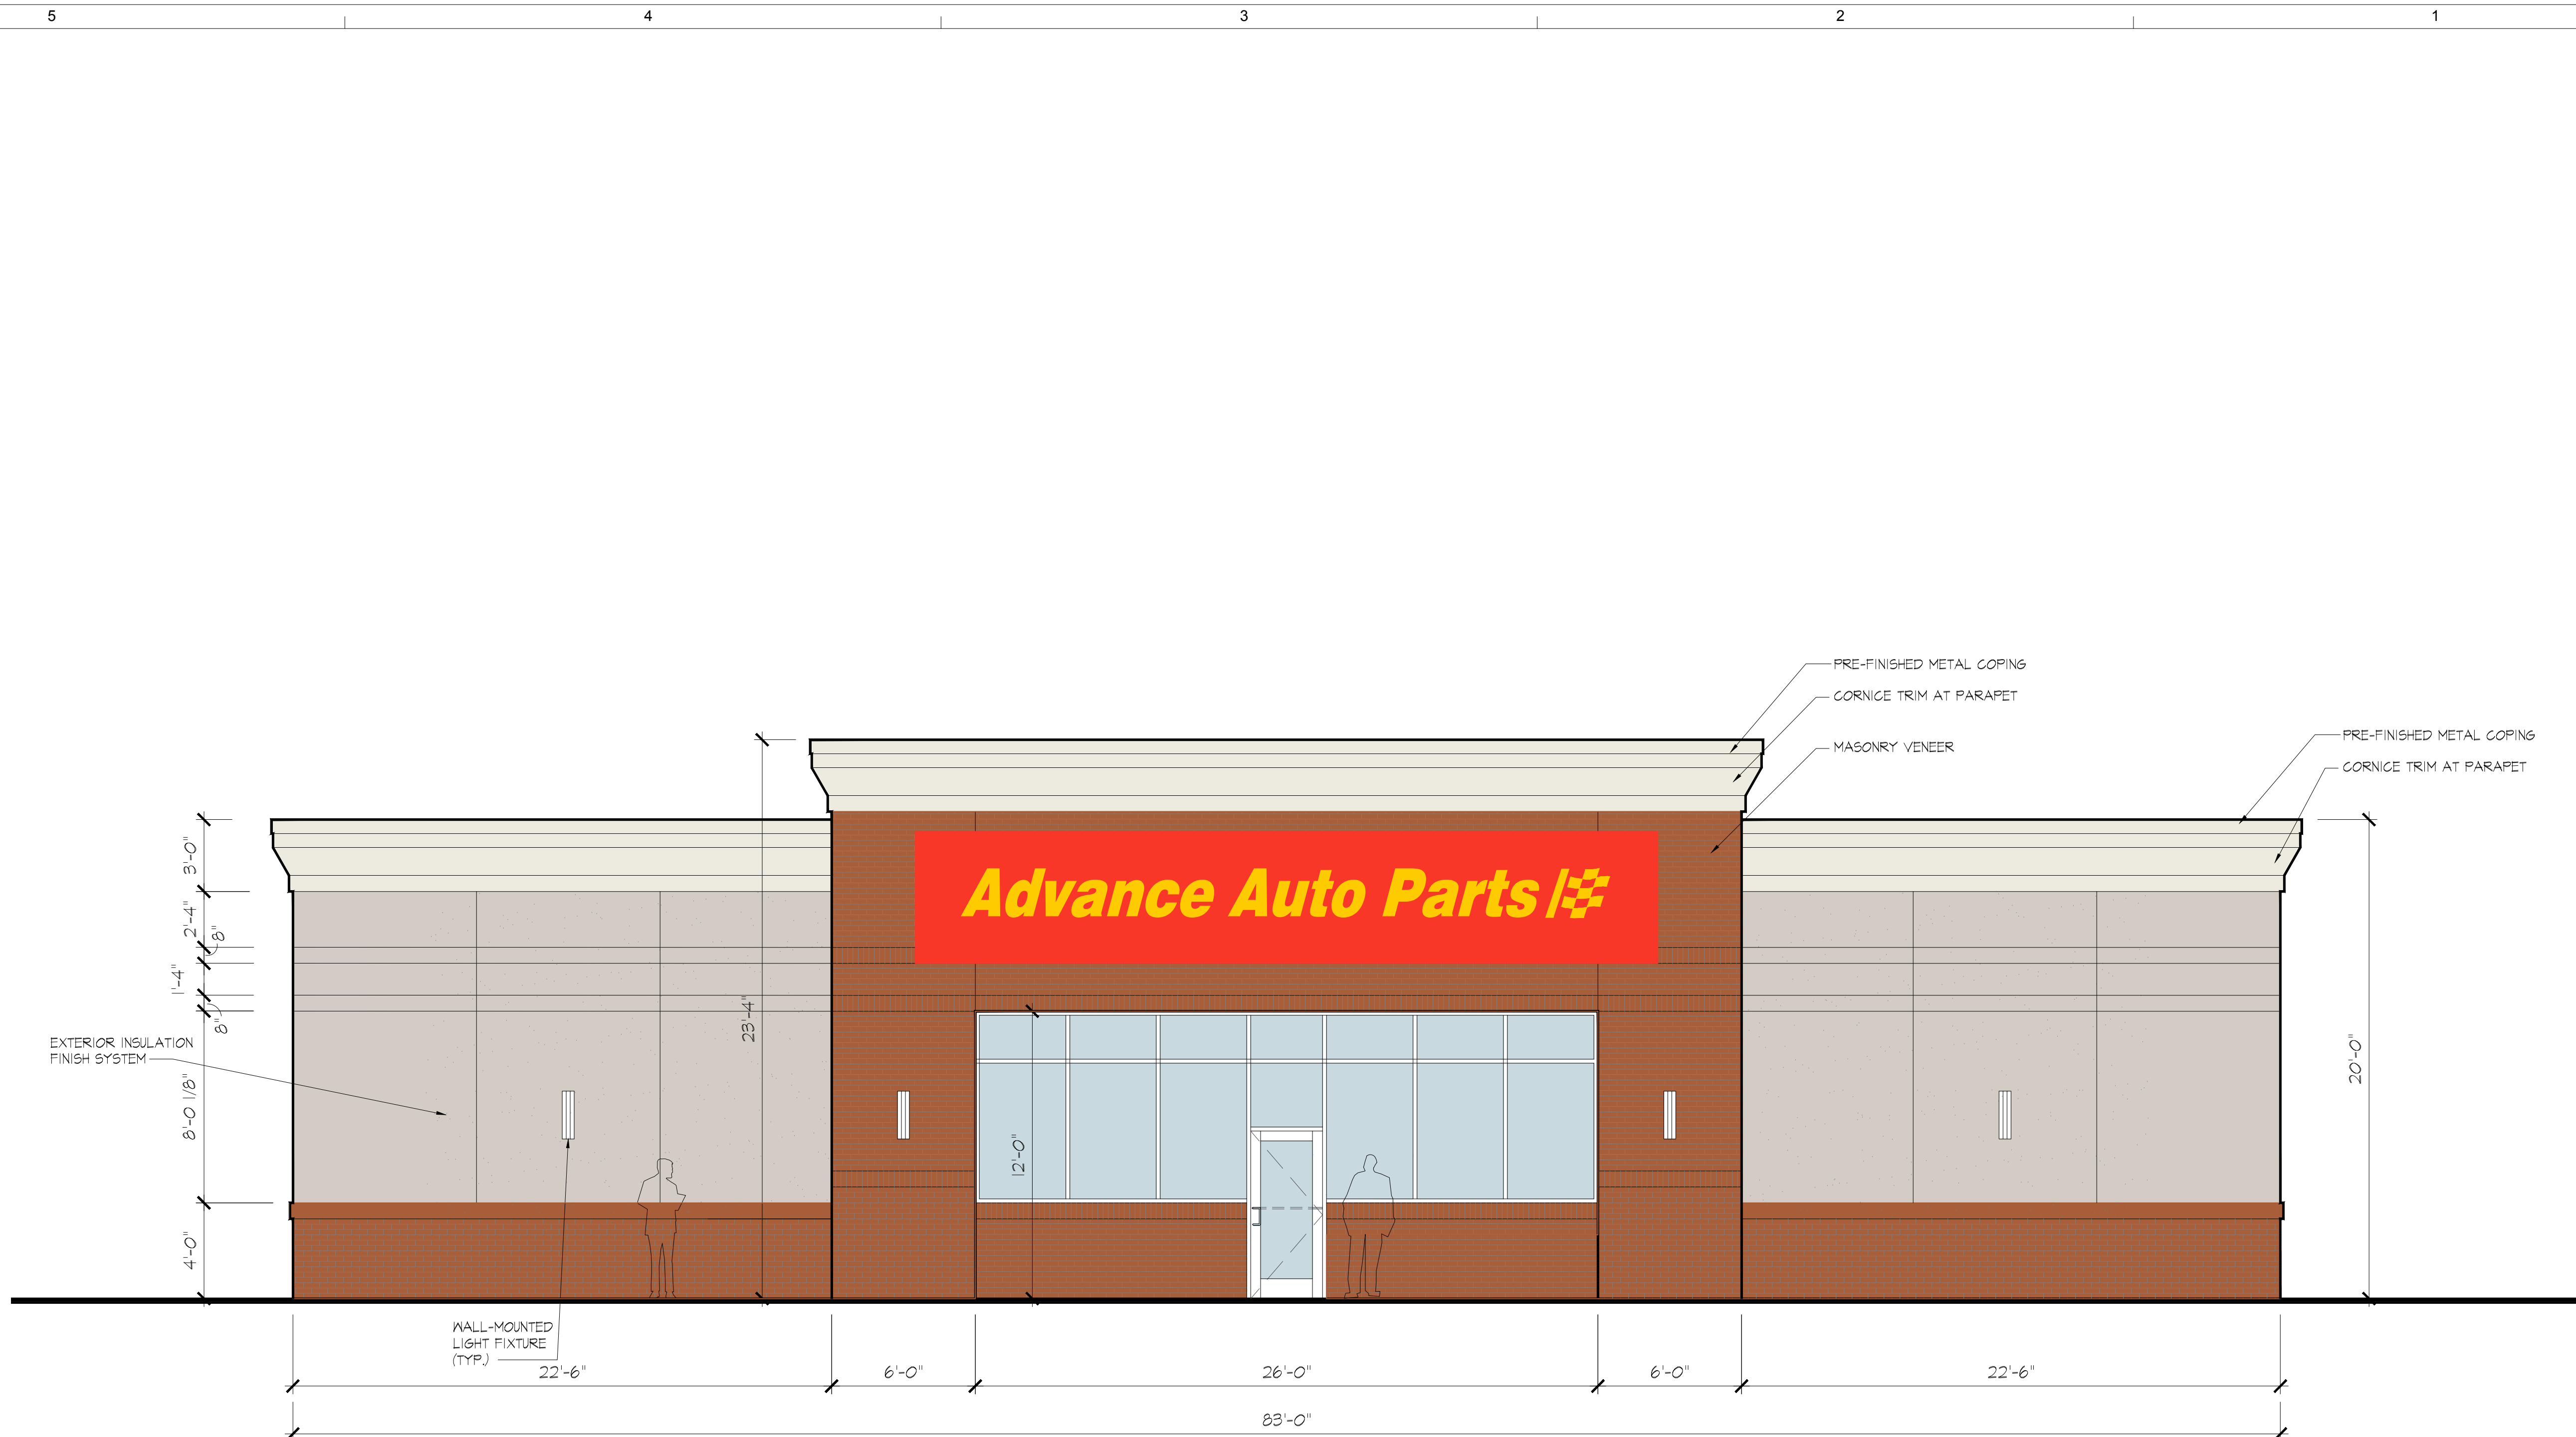 5 4 3 2 1
PRE-FINISHED METAL COPING
CORNICE TRIM AT PARAPET
MASONRY VENEER
PRE-FINISHED METAL COPING
CORNICE TRIM AT PARAPET
3'-0"
2'-4"
8"
1'-4"
8"
8'-0 1/8"
4'-0"
23'-4"
Advance Auto Parts
12'-0"
20'-0"
EXTERIOR INSULATION
FINISH SYSTEM
WALL-MOUNTED
LIGHT FIXTURE
(TYP.)
22'-6" 6'-0" 26'-0" 6'-0" 22'-6"
83'-0"